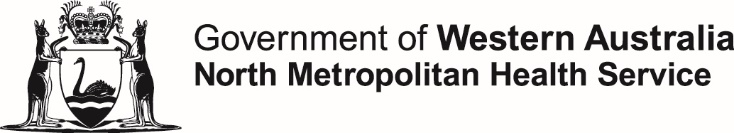 Government of Western Australia
North Metropolitan Health Service